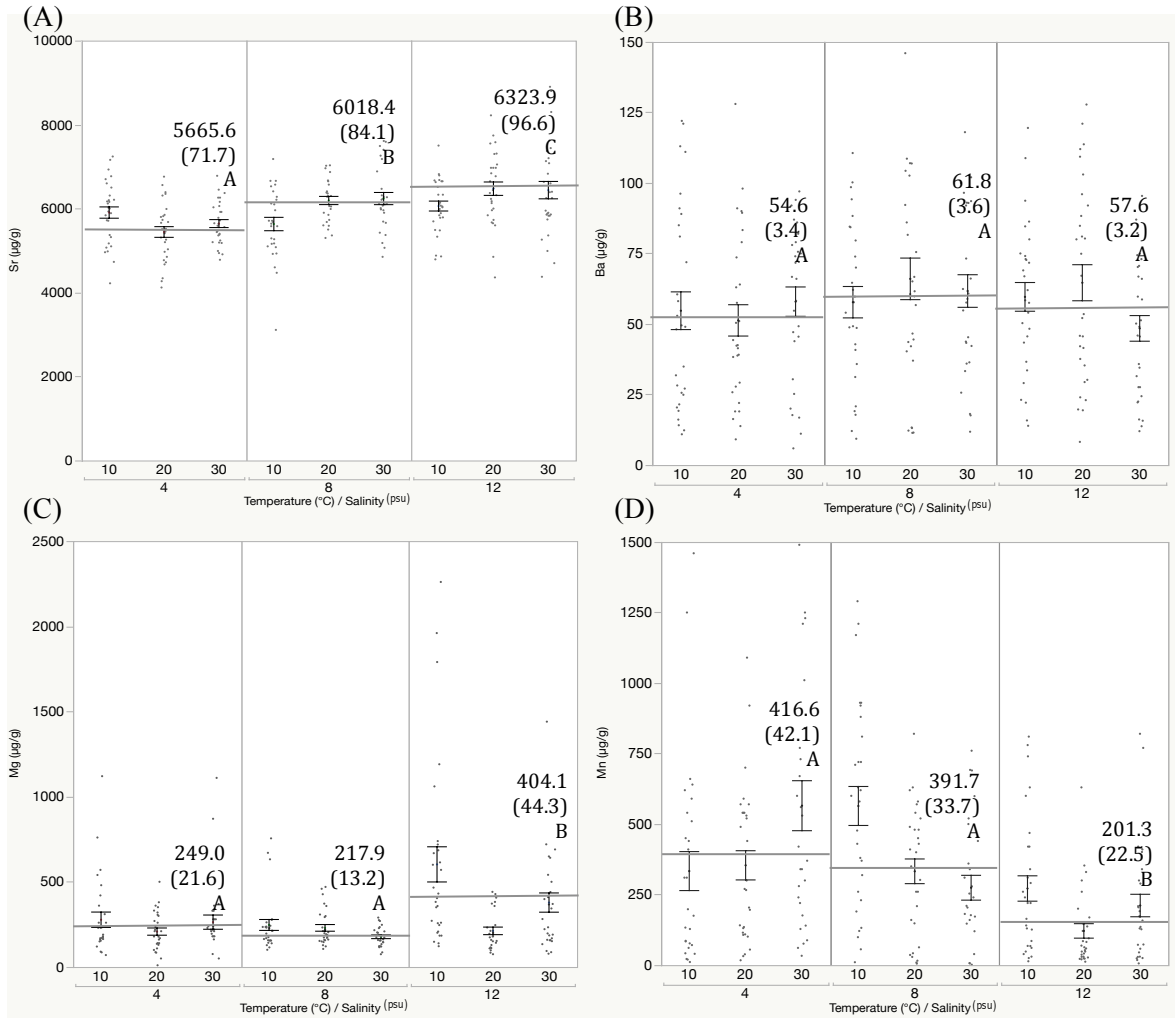 (A)
10000
8000
6000
4000
2000
0
Sr (µg/g)
5665.6
(71.7)
A
6018.4
(84.1)
B
6323.9
(96.6)
C
10 20 30 10 20 30 10 20 30
4 8 12
Temperature (°C) / Salinity (psu)
(B)
150
125
100
75
50
25
0
Ba (µg/g)
54.6
(3.4)
A
61.8
(3.6)
A
57.6
(3.2)
A
10 20 30 10 20 30 10 20 30
4 8 12
Temperature (°C) / Salinity (psu)
(C)
2500
2000
1500
1000
500
0
Mg (µg/g)
249.0
(21.6)
A
217.9
(13.2)
A
404.1
(44.3)
B
10 20 30 10 20 30 10 20 30
4 8 12
Temperature (°C) / Salinity (psu)
(D)
1500
1250
1000
750
500
250
0
Mn (µg/g)
416.6
(42.1)
A
391.7
(33.7)
A
201.3
(22.5)
B
10 20 30 10 20 30 10 20 30
4 8 12
Temperature (°C) / Salinity (psu)